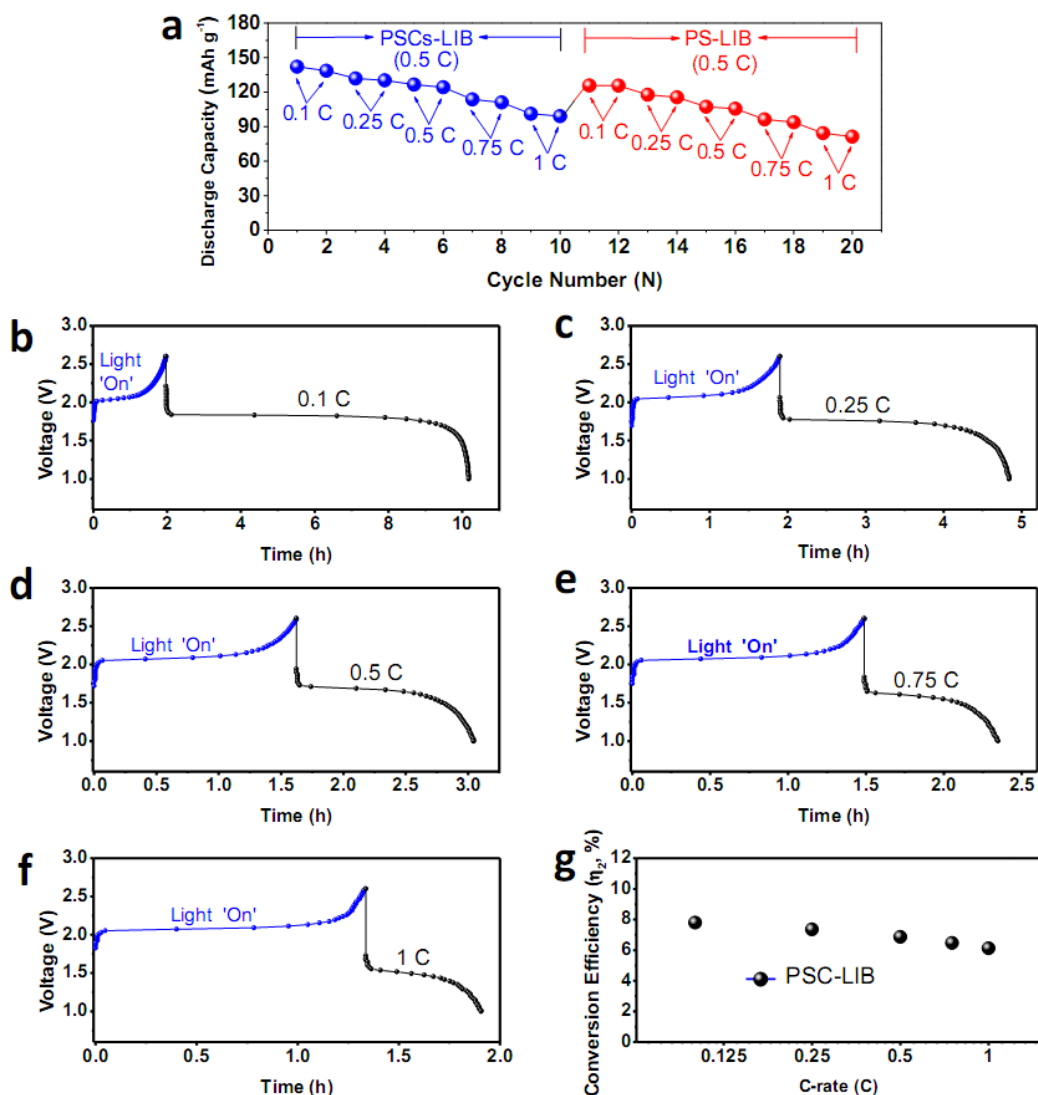 a
Discharge Capacity (mAh g-1)
180
150
120
90
60
30
0
PSCs-LIB
(0.5 C)
PS-LIB
(0.5 C)
0.1 C
0.25 C
0.5 C
0.75 C
1 C
0.1 C
0.25 C
0.5 C
0.75 C
1 C
0 2 4 6 8 10 12 14 16 18 20
Cycle Number (N)
b
Voltage (V)
3.0
2.5
2.0
1.5
1.0
Light
'On'
0.1 C
0 2 4 6 8 10
Time (h)
c
Voltage (V)
3.0
2.5
2.0
1.5
1.0
Light 'On'
0.25 C
0 1 2 3 4 5
Time (h)
d
Voltage (V)
3.0
2.5
2.0
1.5
1.0
Light 'On'
0.5 C
0.0 0.5 1.0 1.5 2.0 2.5 3.0
Time (h)
e
Voltage (V)
3.0
2.5
2.0
1.5
1.0
Light 'On'
0.75 C
0.0 0.5 1.0 1.5 2.0 2.5
Time (h)
f
Voltage (V)
3.0
2.5
2.0
1.5
1.0
Light 'On'
1 C
0.0 0.5 1.0 1.5 2.0
Time (h)
g
Conversion Efficiency (η2, %)
12
10
8
6
4
2
0
PSC-LIB
0.125 0.25 0.5 1
C-rate (C)